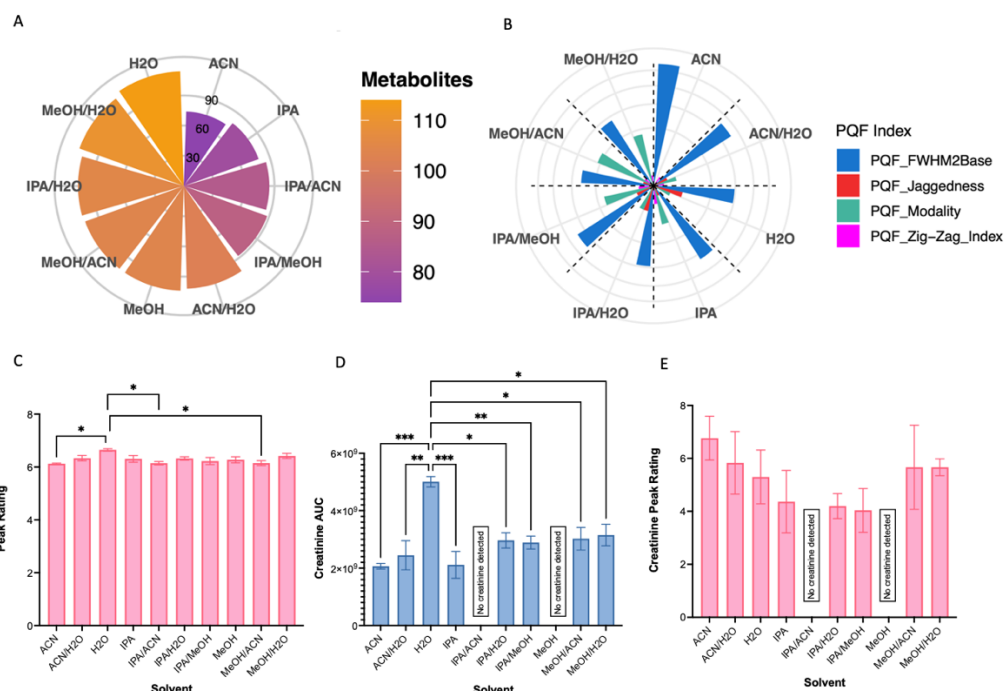 A
H2O
ACN
MeOH/H2O
IPA
IPA/H2O
IPA/ACN
MeOH/ACN
IPA/MeOH
MeOH
ACN/H2O
90
60
30
Metabolites
110
100
90
80
B
MeOH/H2O
ACN
MeOH/ACN
ACN/H2O
IPA/MeOH
H2O
IPA/H2O
IPA
PQF Index
PQF_FWHM2Base
PQF_Jaggedness
PQF_Modality
PQF_Zig-Zag_Index
C
Peak Rating
8
6
4
2
0
*
*
*
ACN
ACN/H2O
H2O
IPA
IPA/ACN
IPA/H2O
IPA/MeOH
MeOH
MeOH/ACN
MeOH/H2O
Solvent
D
Creatinine AUC
6×10⁹
4×10⁹
2×10⁹
0
*
*
**
***
*
**
***
No creatinine detected
No creatinine detected
ACN
ACN/H2O
H2O
IPA
IPA/ACN
IPA/H2O
IPA/MeOH
MeOH
MeOH/ACN
MeOH/H2O
Solvent
E
Creatinine Peak Rating
8
6
4
2
0
No creatinine detected
No creatinine detected
ACN
ACN/H2O
H2O
IPA
IPA/ACN
IPA/H2O
IPA/MeOH
MeOH
MeOH/ACN
MeOH/H2O
Solvent